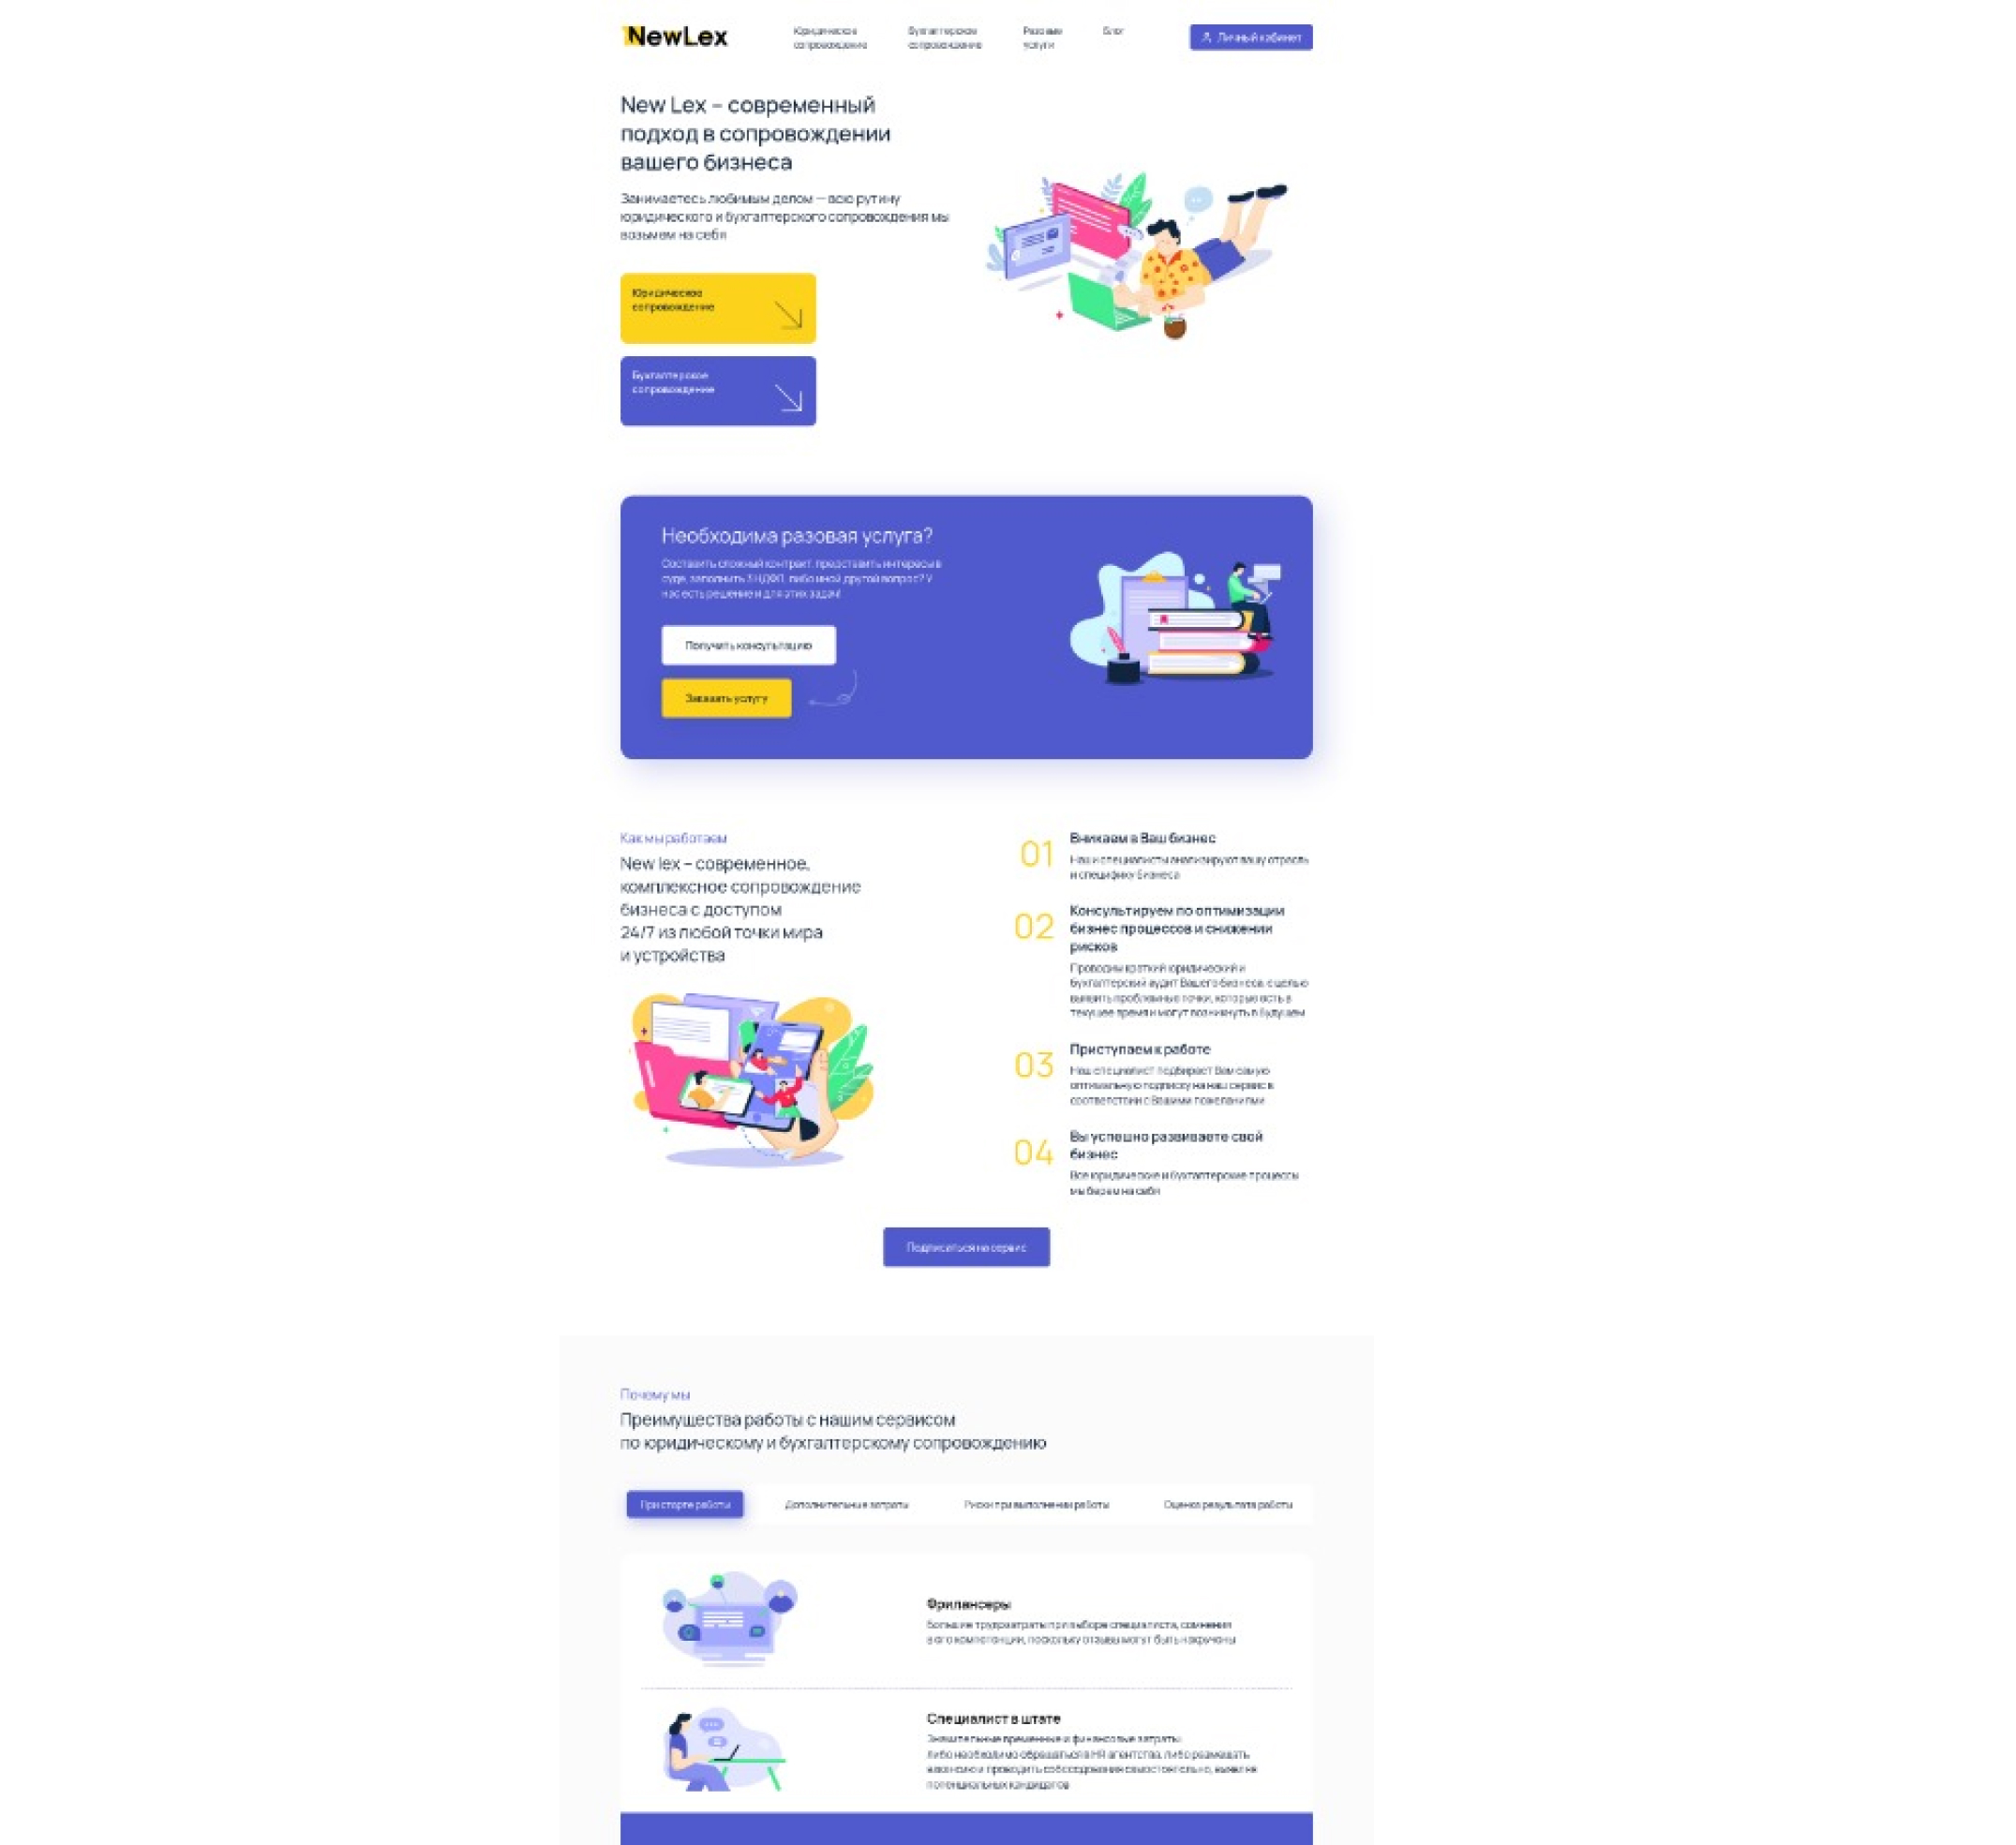 NewLex
Юридическое
сопровождение
Бухгалтерское
сопровождение
Разовые
услуги
Блог
Личный кабинет
New Lex – современный
подход в сопровождении
вашего бизнеса
Занимаетесь любимым делом — всю рутину
юридического и бухгалтерского сопровождения мы
возьмем на себя
Юридическое
сопровождение
Бухгалтерское
сопровождение
Необходима разовая услуга?
Составить сложный контракт, представить интересы в
суде, заполнить 3 НДФЛ, либо иной другой вопрос? У
нас есть решение и для этих задач!
Получить консультацию
Заказать услугу
Как мы работаем
New lex – современное,
комплексное сопровождение
бизнеса с доступом
24/7 из любой точки мира
и устройства
01
Вникаем в Ваш бизнес
Наши специалисты анализируют вашу отрасль
и специфику бизнеса
02
Консультируем по оптимизации
бизнес процессов и снижении
рисков
Проводим краткий юридический и
бухгалтерский аудит Вашего бизнеса, с целью
выявить проблемные точки, которые есть в
текущее время и могут возникнуть в будущем
03
Приступаем к работе
Наш специалист подбирает Вам самую
оптимальную подписку на наш сервис в
соответствии с Вашими пожеланиями
04
Вы успешно развиваете свой
бизнес
Все юридические и бухгалтерские процессы
мы берем на себя
Подписаться на сервис
Почему мы
Преимущества работы с нашим сервисом
по юридическому и бухгалтерскому сопровождению
При старте работы
Дополнительные затраты
Риски при выполнении работы
Оценка результата работы
Фрилансеры
Большие трудозатраты при выборе специалиста, сомнения
в его компетенции, поскольку отзывы могут быть накручены
Специалист в штате
Значительные временные и финансовые затраты:
либо необходимо обращаться в HR агентства, либо размещать
вакансию и проводить собеседования самостоятельно, выявляя
потенциальных кандидатов